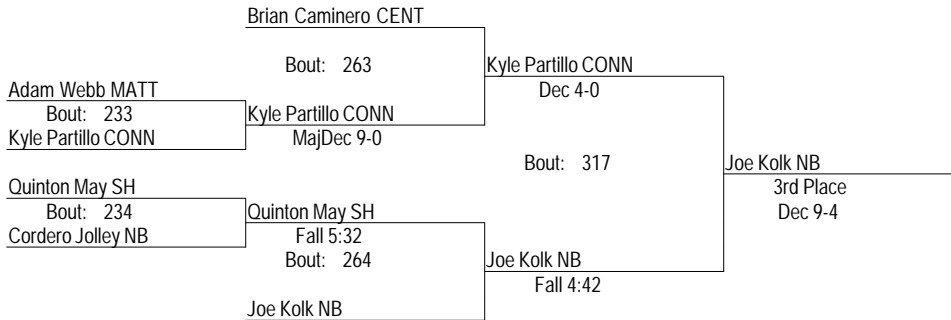 Brian Caminero CENT
Bout: 263
Kyle Partillo CONN
Dec 4-0
Adam Webb MATT
Bout: 233
Kyle Partillo CONN
Kyle Partillo CONN
MajDec 9-0
Bout: 317
Joe Kolk NB
3rd Place
Dec 9-4
Quinton May SH
Bout: 234
Cordero Jolley NB
Quinton May SH
Fall 5:32
Bout: 264
Joe Kolk NB
Fall 4:42
Joe Kolk NB